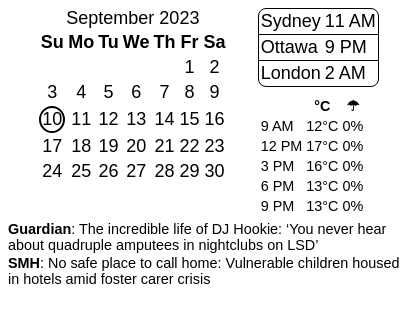 September 2023
Su Mo Tu We Th Fr Sa
1 2
3 4 5 6 7 8 9
10 11 12 13 14 15 16
17 18 19 20 21 22 23
24 25 26 27 28 29 30
Sydney 11 AM
Ottawa 9 PM
London 2 AM
°C ☂
9 AM 12°C 0%
12 PM 17°C 0%
3 PM 16°C 0%
6 PM 13°C 0%
9 PM 13°C 0%
Guardian: The incredible life of DJ Hookie: ‘You never hear
about quadruple amputees in nightclubs on LSD’
SMH: No safe place to call home: Vulnerable children housed
in hotels amid foster carer crisis